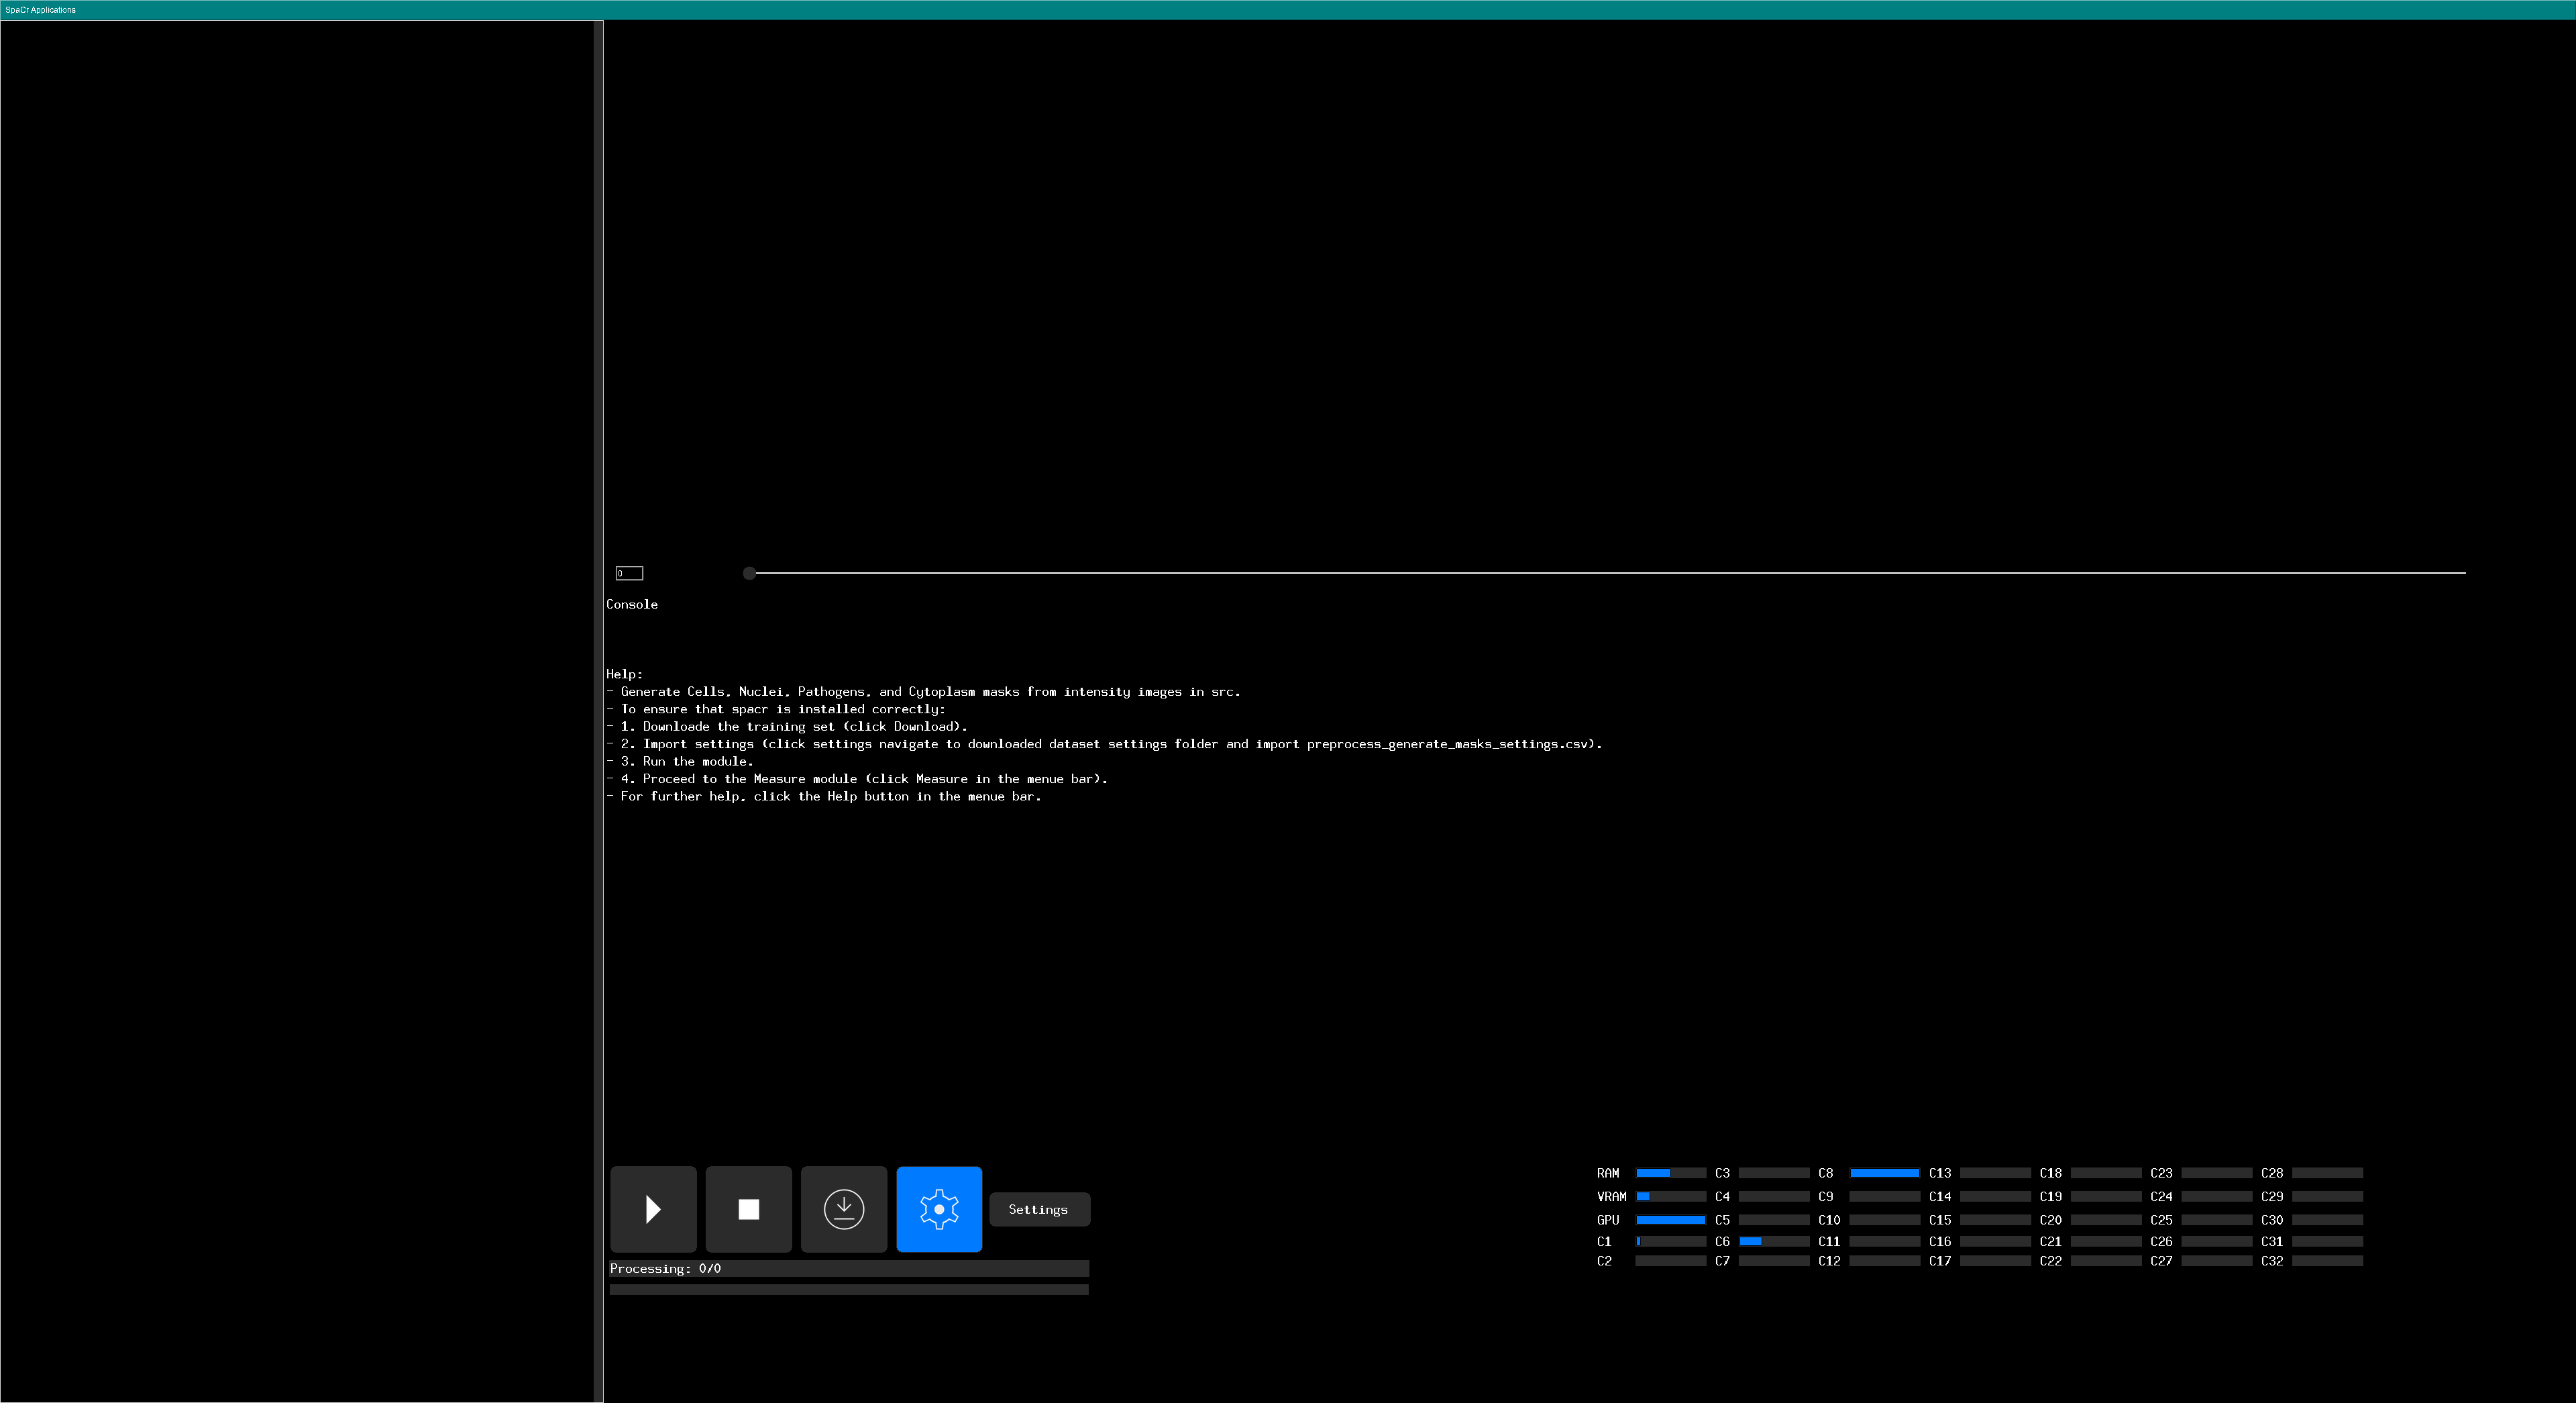 SpaCr Applications
0
Console
Help:
- Generate Cells, Nuclei, Pathogens, and Cytoplasm masks from intensity images in src.
- To ensure that spacr is installed correctly:
- 1. Downloade the training set (click Download).
- 2. Import settings (click settings navigate to downloaded dataset settings folder and import preprocess_generate_masks_settings.csv).
- 3. Run the module.
- 4. Proceed to the Measure module (click Measure in the menue bar).
- For further help, click the Help button in the menue bar.
Settings
Processing: 0/0
RAM C3 C8 C13 C18 C23 C28
VRAM C4 C9 C14 C19 C24 C29
GPU C5 C10 C15 C20 C25 C30
C1 C6 C11 C16 C21 C26 C31
C2 C7 C12 C17 C22 C27 C32